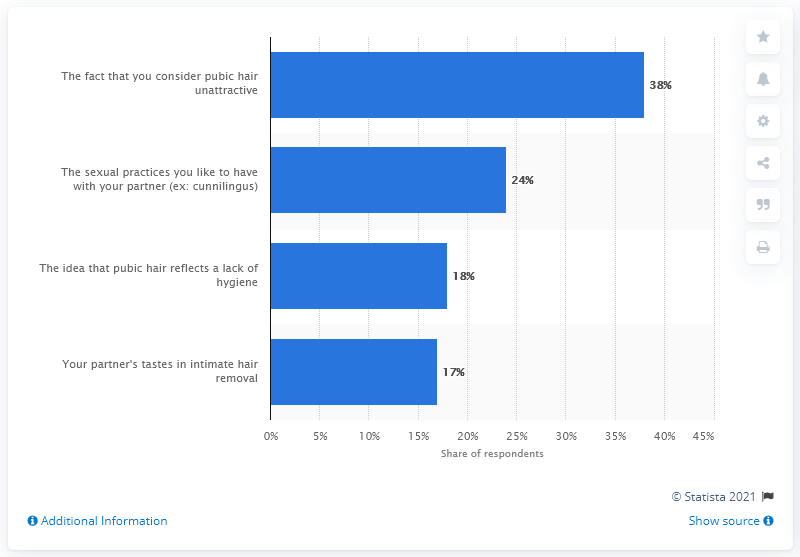 The fact that you consider pubic hair
unattractive
38%
The sexual practices you like to have
with your partner (ex: cunnilingus)
24%
The idea that pubic hair reflects a lack of
hygiene
18%
Your partner's tastes in intimate hair
removal
17%
0% 5% 10% 15% 20% 25% 30% 35% 40% 45%
Share of respondents
© Statista 2021
Additional Information
Show source